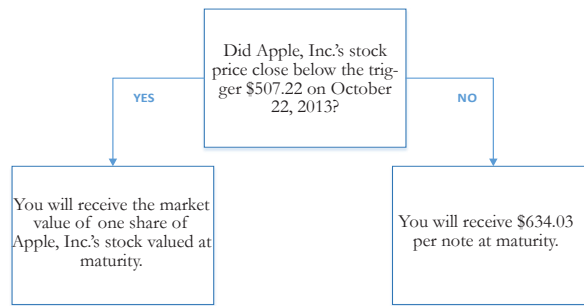 Did Apple, Inc.'s stock
price close below the trig-
ger $507.22 on October
22, 2013?
YES
NO
You will receive the market
value of one share of
Apple, Inc.'s stock valued at
maturity.
You will receive $634.03
per note at maturity.